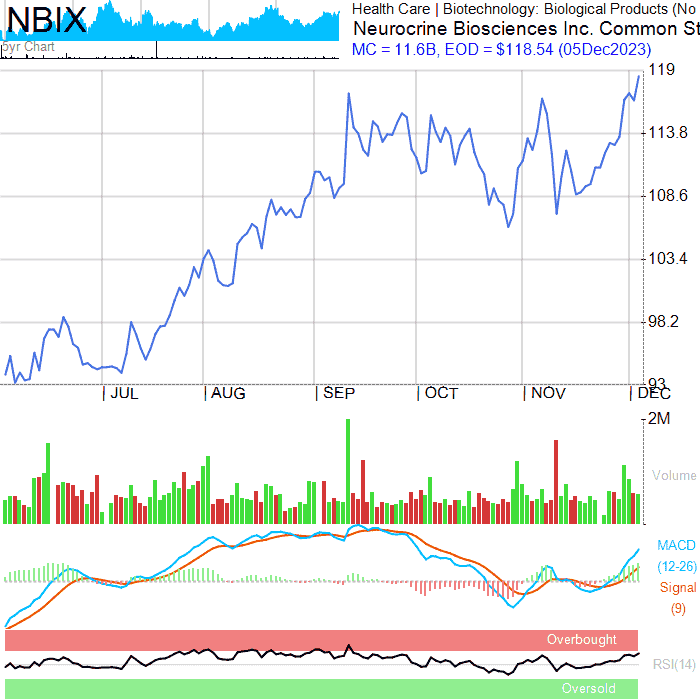 NBIX
5yr Chart
Health Care | Biotechnology: Biological Products (No
Neurocrine Biosciences Inc. Common St
MC = 11.6B, EOD = $118.54 (05Dec2023)
119
113.8
108.6
103.4
98.2
93
| JUL | AUG | SEP | OCT | NOV | DEC
2M
Volume
MACD
(12-26)
Signal
(9)
Overbought
RSI(14)
Oversold